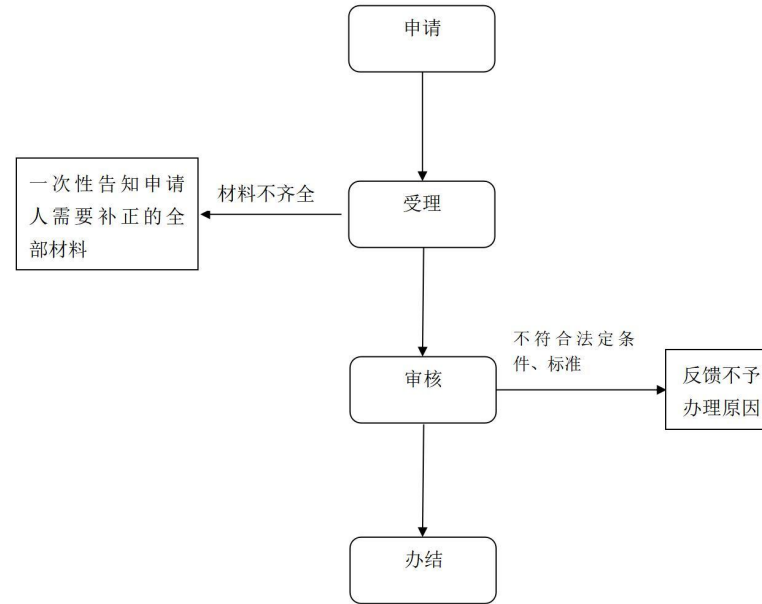 申请
一次性告知申请
人需要补正的全
部材料
材料不齐全
受理
不符合法定条
件、标准
审核
反馈不予
办理原因
办结